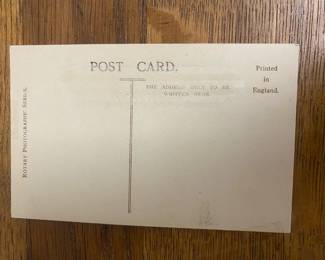 POST CARD.
THE ADDRESS ONLY TO BE
WRITTEN HERE
Printed
in
England.
ROTARY PHOTOGRAPHIC SERIES.